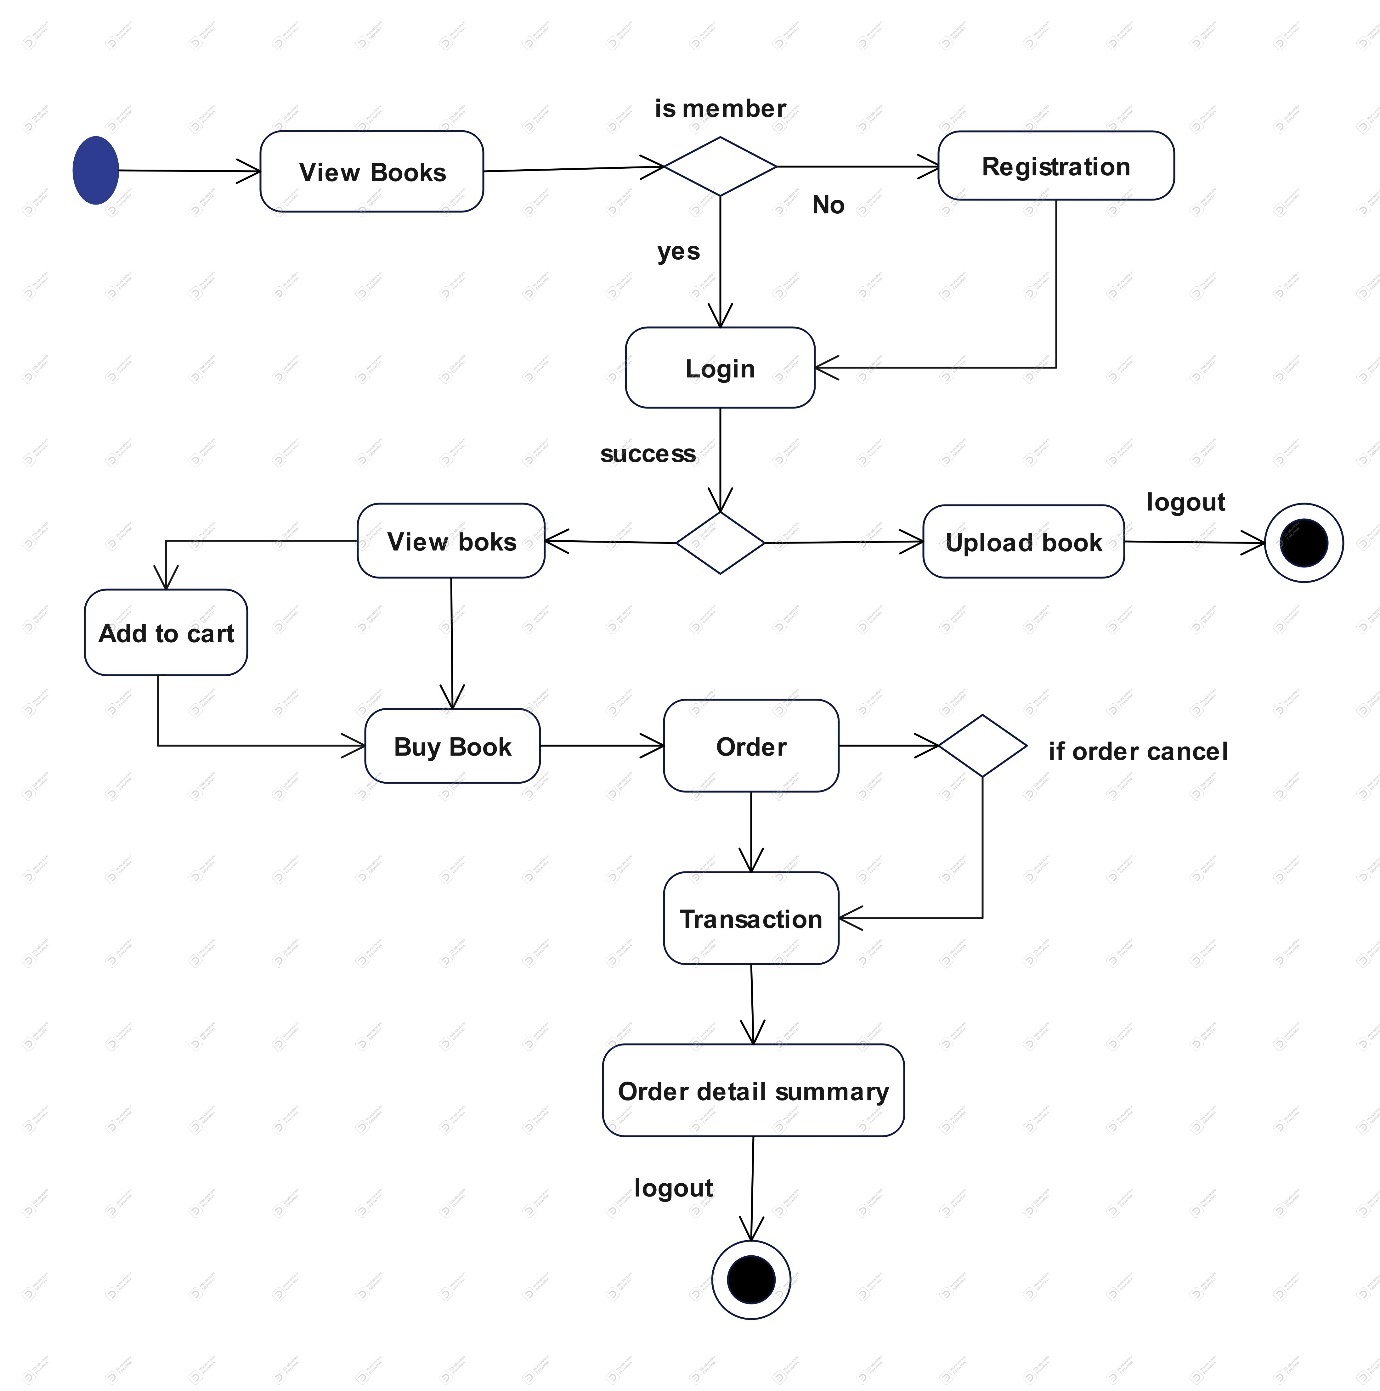 is member
View Books
Registration
No
yes
Login
success
logout
View boks
Upload book
Add to cart
Buy Book
Order
if order cancel
Transaction
Order detail summary
logout